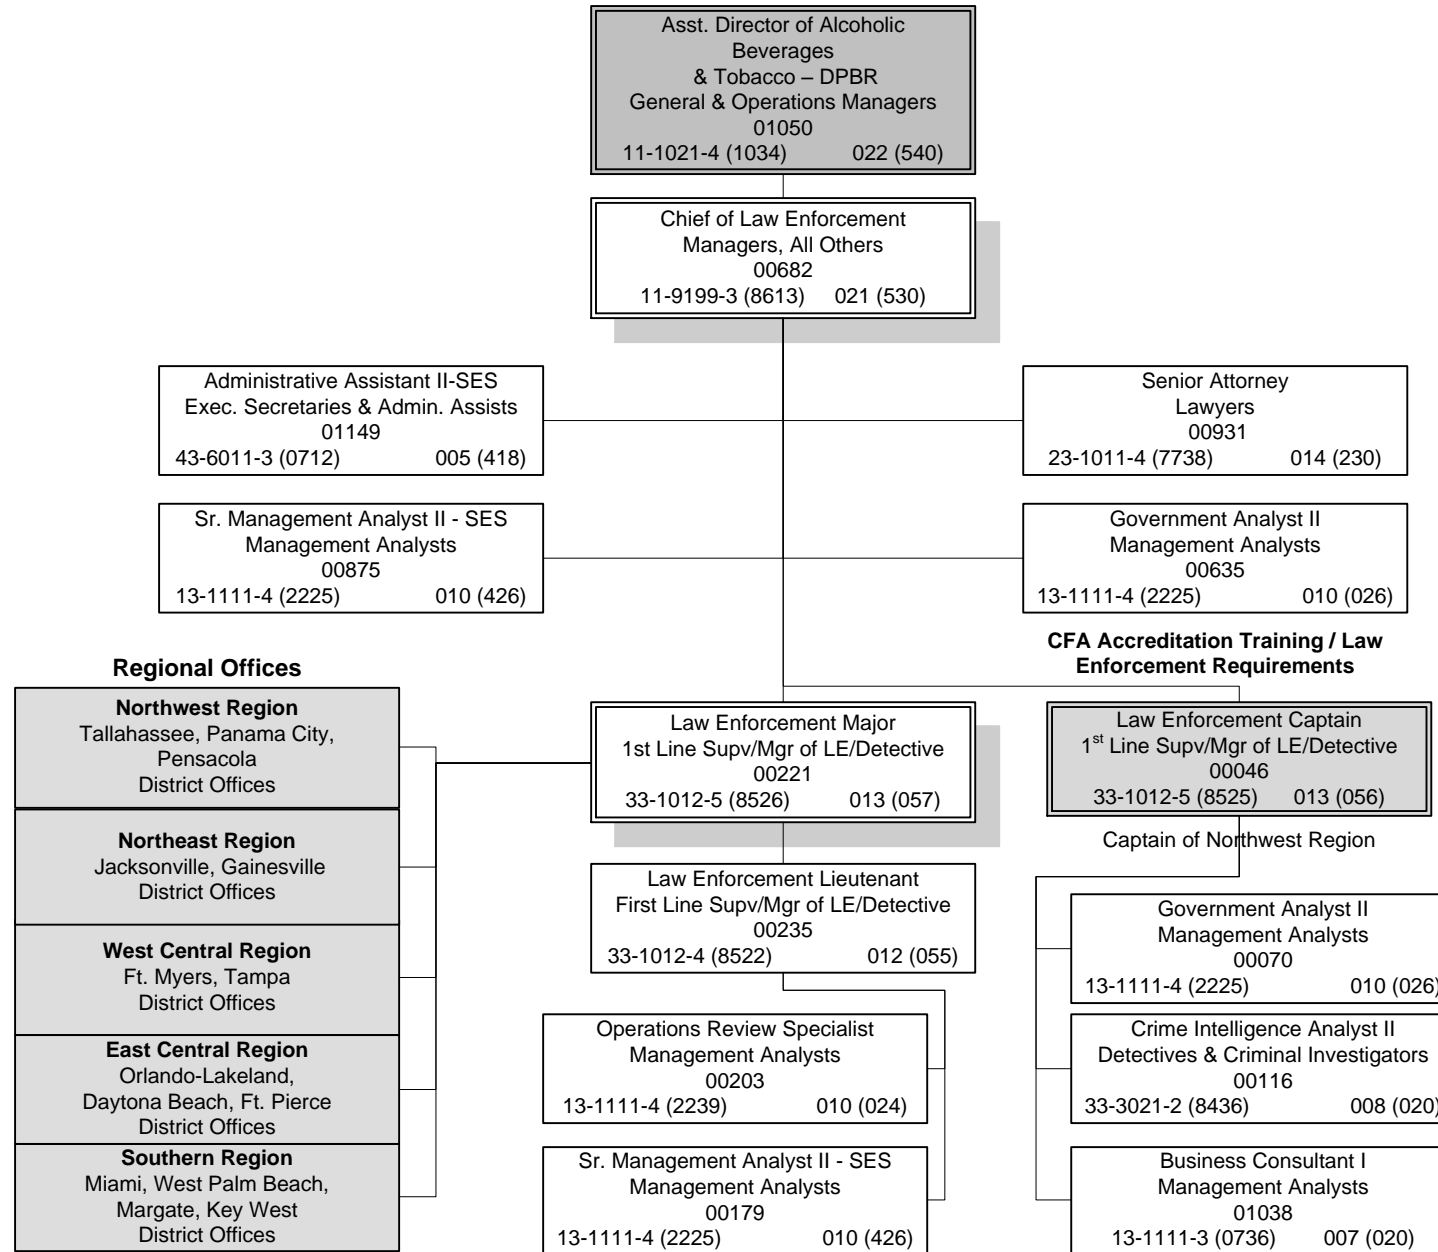 Asst. Director of Alcoholic
Beverages
& Tobacco – DPBR
General & Operations Managers
01050
11-1021-4 (1034) 022 (540)
Chief of Law Enforcement
Managers, All Others
00682
11-9199-3 (8613) 021 (530)
Administrative Assistant II-SES
Exec. Secretaries & Admin. Assists
01149
43-6011-3 (0712) 005 (418)
Senior Attorney
Lawyers
00931
23-1011-4 (7738) 014 (230)
Sr. Management Analyst II - SES
Management Analysts
00875
13-1111-4 (2225) 010 (426)
Government Analyst II
Management Analysts
00635
13-1111-4 (2225) 010 (026)
Regional Offices
Northwest Region
Tallahassee, Panama City,
Pensacola
District Offices
Northeast Region
Jacksonville, Gainesville
District Offices
West Central Region
Ft. Myers, Tampa
District Offices
East Central Region
Orlando-Lakeland,
Daytona Beach, Ft. Pierce
District Offices
Southern Region
Miami, West Palm Beach,
Margate, Key West
District Offices
Law Enforcement Major
1st Line Supv/Mgr of LE/Detective
00221
33-1012-5 (8526) 013 (057)
Law Enforcement Lieutenant
First Line Supv/Mgr of LE/Detective
00235
33-1012-4 (8522) 012 (055)
Operations Review Specialist
Management Analysts
00203
13-1111-4 (2239) 010 (024)
Sr. Management Analyst II - SES
Management Analysts
00179
13-1111-4 (2225) 010 (426)
CFA Accreditation Training / Law
Enforcement Requirements
Law Enforcement Captain
1st Line Supv/Mgr of LE/Detective
00046
33-1012-5 (8525) 013 (056)
Captain of Northwest Region
Government Analyst II
Management Analysts
00070
13-1111-4 (2225) 010 (026)
Crime Intelligence Analyst II
Detectives & Criminal Investigators
00116
33-3021-2 (8436) 008 (020)
Business Consultant I
Management Analysts
01038
13-1111-3 (0736) 007 (020)